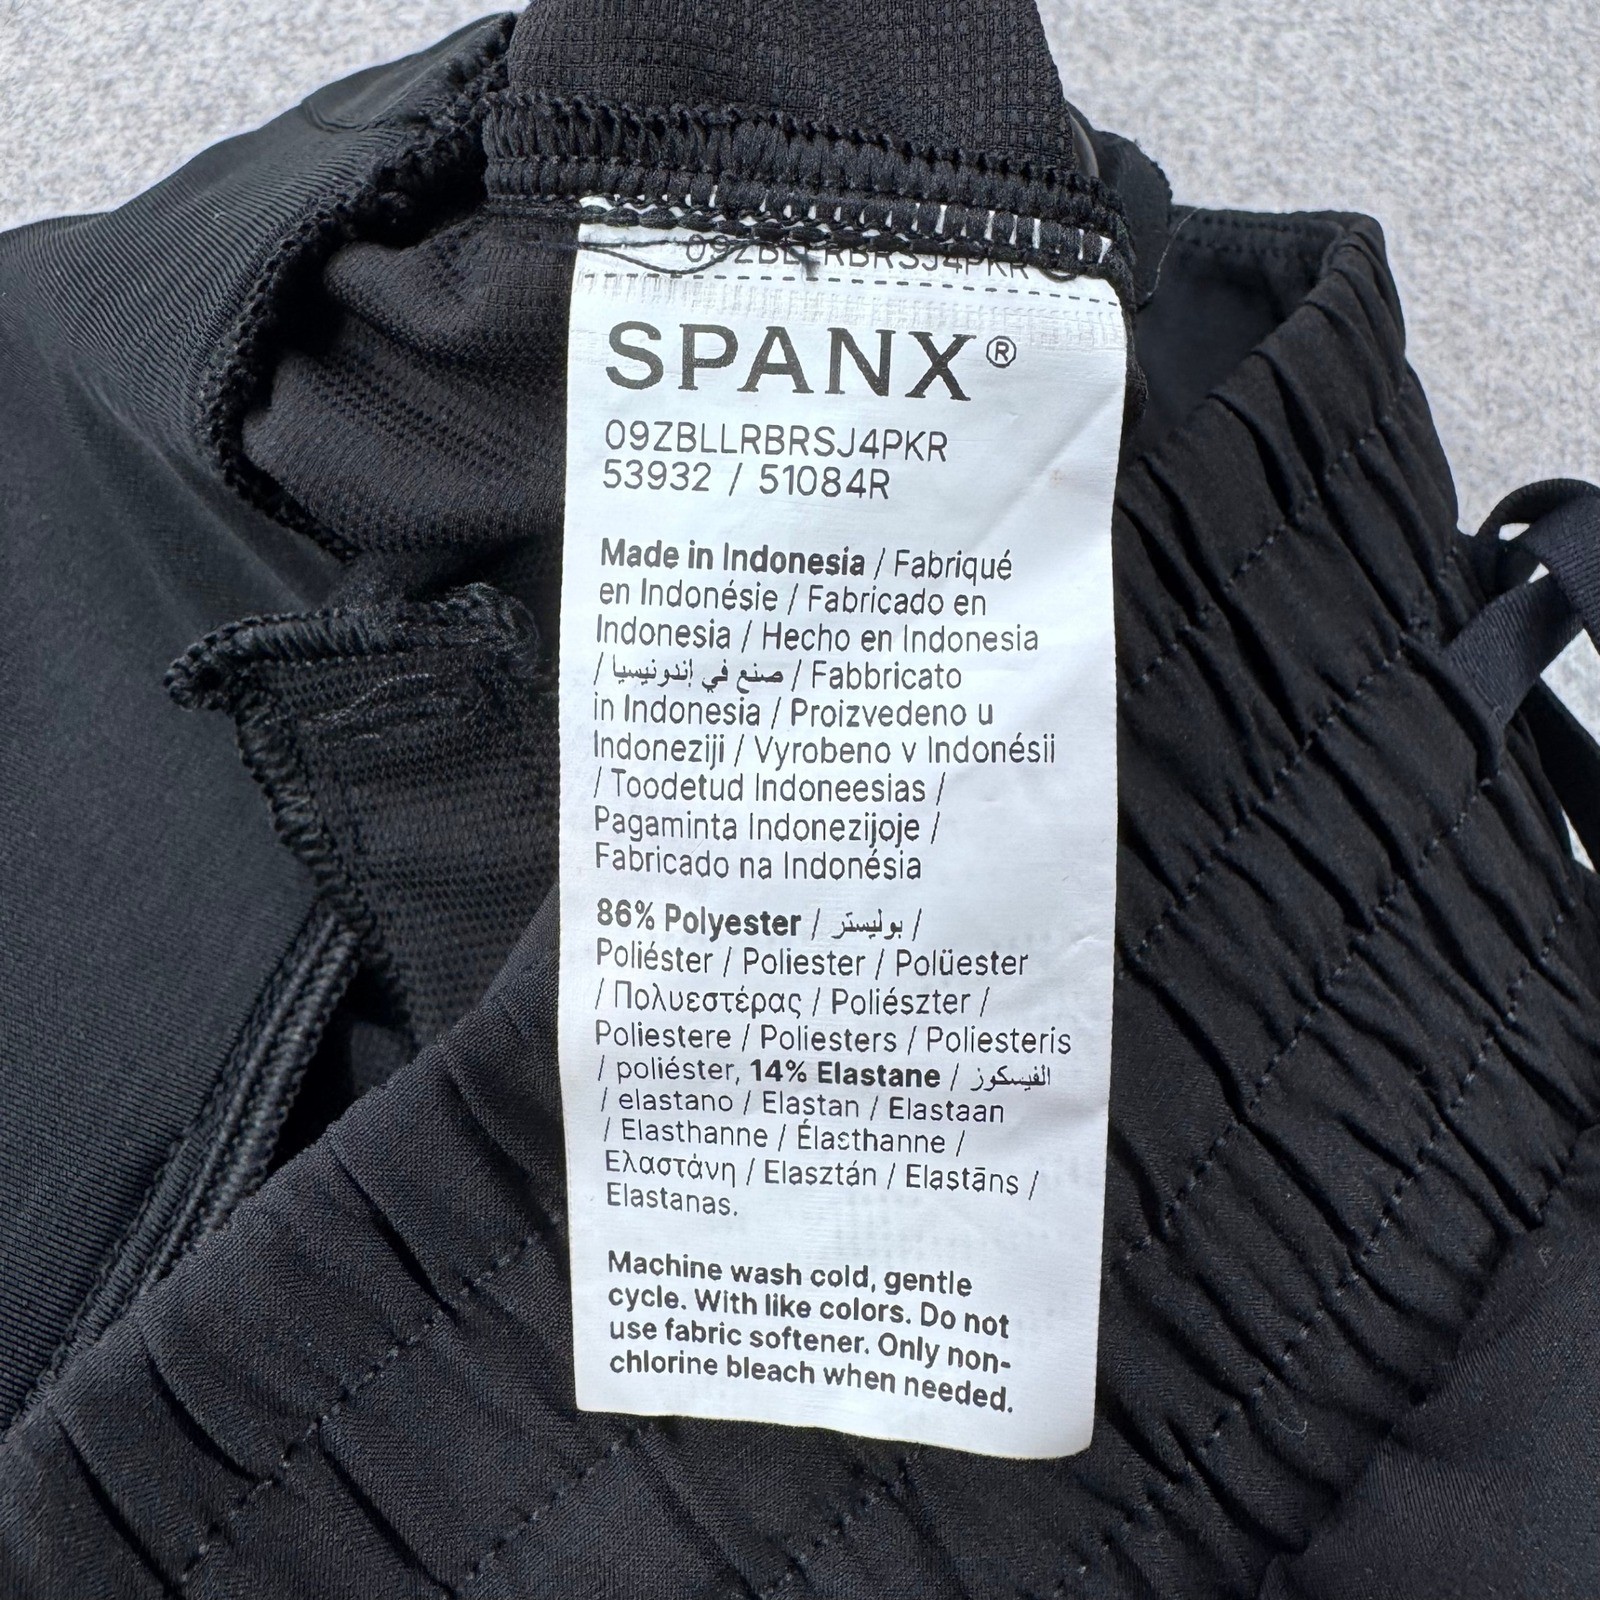 09ZBLLRBRSJ4PKR
SPANX®
09ZBLLRBRSJ4PKR
53932 / 51084R
Made in Indonesia / Fabriqué
en Indonésie / Fabricado en
Indonesia / Hecho en Indonesia
/ صنع في إندونيسيا / Fabbricato
in Indonesia / Proizvedeno u
Indoneziji / Vyrobeno v Indonésii
/ Toodetud Indoneesias /
Pagaminta Indonezijoje /
Fabricado na Indonésia
86% Polyester / بوليستر /
Poliéster / Poliester / Polüester
/ Πολυεστέρας / Poliészter /
Poliestere / Poliesters / Poliesteris
/ poliéster, 14% Elastane / الفيسكوز
/ elastano / Elastan / Elastaan
/ Elasthanne / Élasthanne /
Ελαστάνη / Elasztán / Elastāns /
Elastanas.
Machine wash cold, gentle
cycle. With like colors. Do not
use fabric softener. Only non-
chlorine bleach when needed.